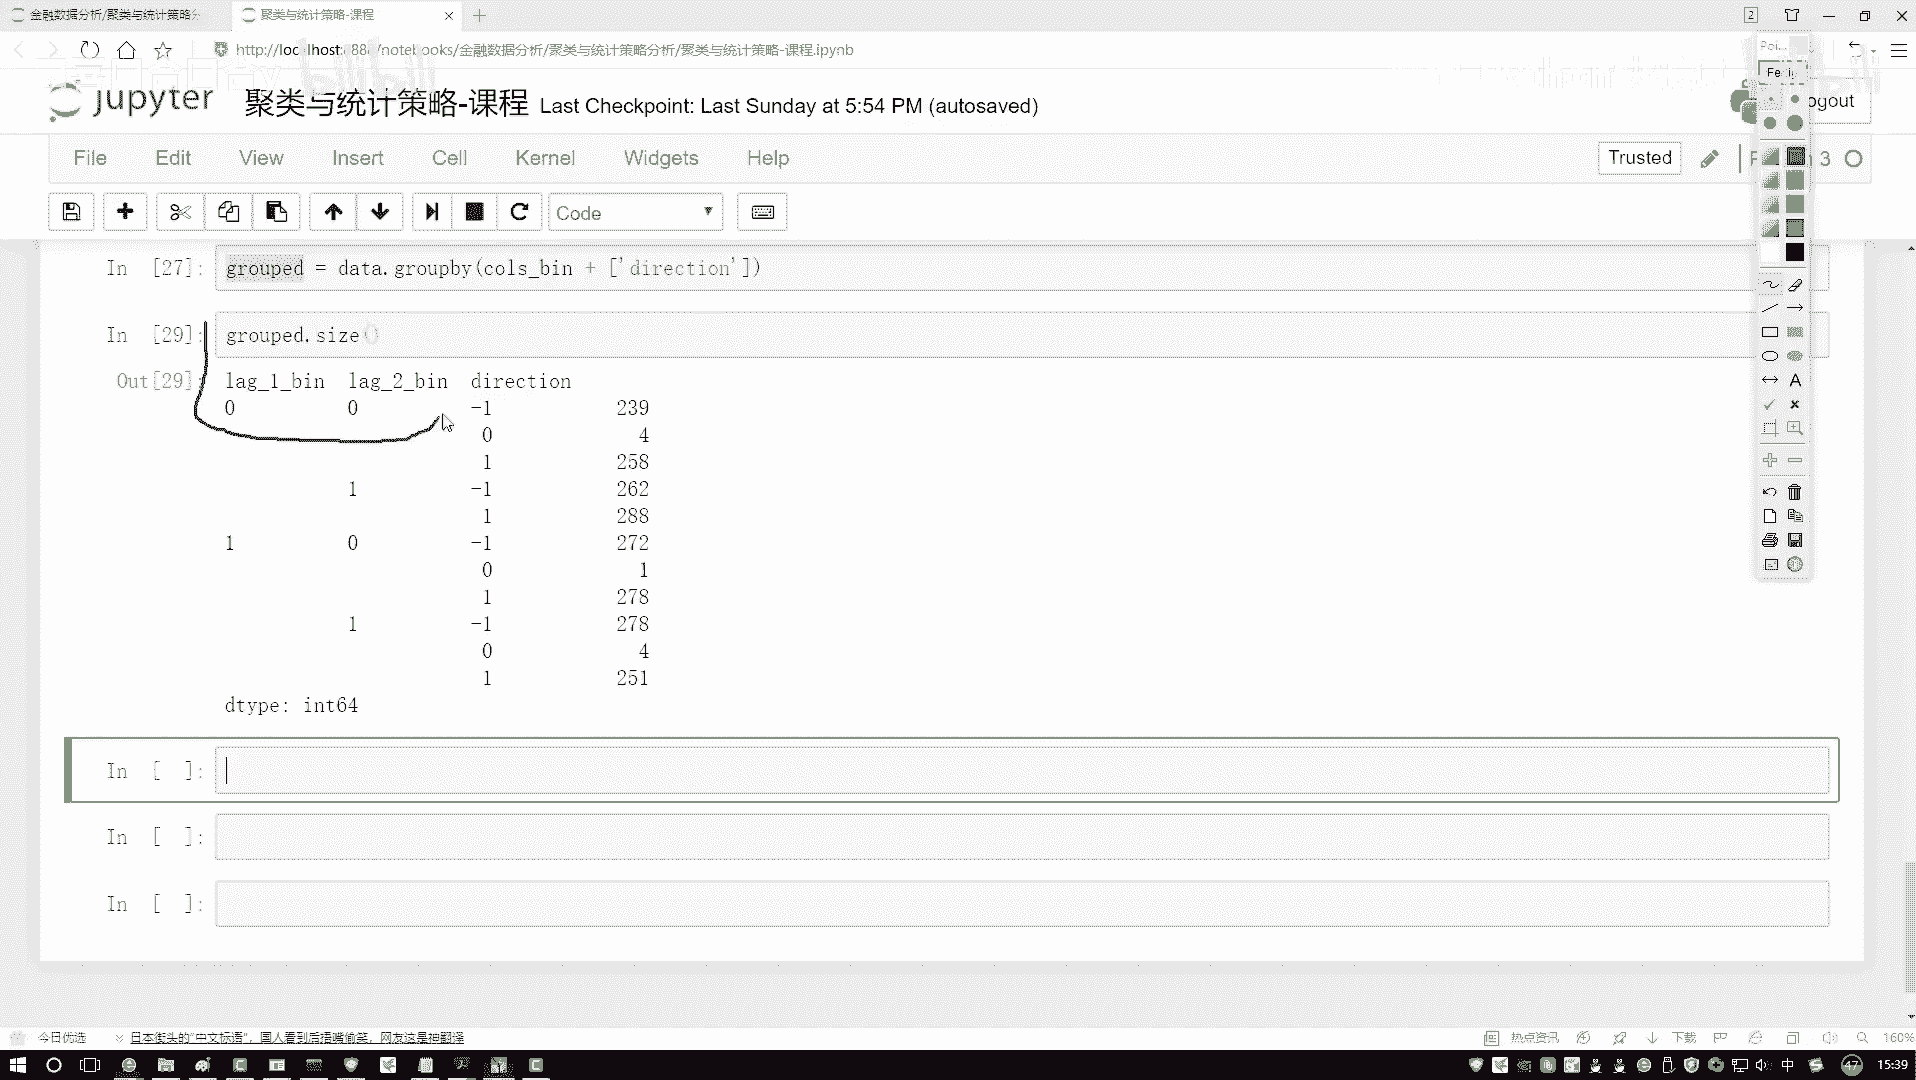 金融数据分析/聚类与统计策略分
聚类与统计策略-课程
2
http://localhost:888/notebooks/金融数据分析/聚类与统计策略分析/聚类与统计策略-课程.ipynb
jupyter 聚类与统计策略-课程 Last Checkpoint: Last Sunday at 5:54 PM (autosaved)
ogout
File Edit View Insert Cell Kernel Widgets Help
Trusted
3
Code
In [27]: grouped = data.groupby(cols_bin + ['direction'])
In [29]: grouped.size()
Out[29]: lag_1_bin lag_2_bin direction
0 0 -1 239
0 4
1 258
1 -1 262
1 288
1 0 -1 272
0 1
1 278
1 -1 278
0 4
1 251
dtype: int64
In [ ]:
In [ ]:
In [ ]:
今日优选
日本街头的"中文标语"，国人看到后捂嘴偷笑，网友这是神翻译
热点资讯
下载
160%
中
47
15:39